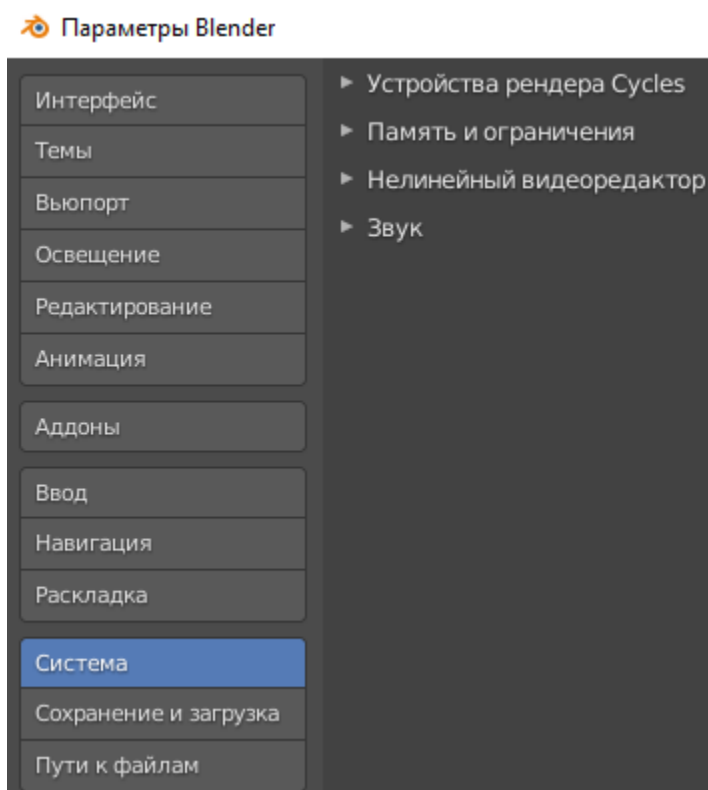 Параметры Blender
Интерфейс
Темы
Вьюпорт
Освещение
Редактирование
Анимация
Аддоны
Ввод
Навигация
Раскладка
Система
Сохранение и загрузка
Пути к файлам
Устройства рендера Cycles
Память и ограничения
Нелинейный видеоредактор
Звук